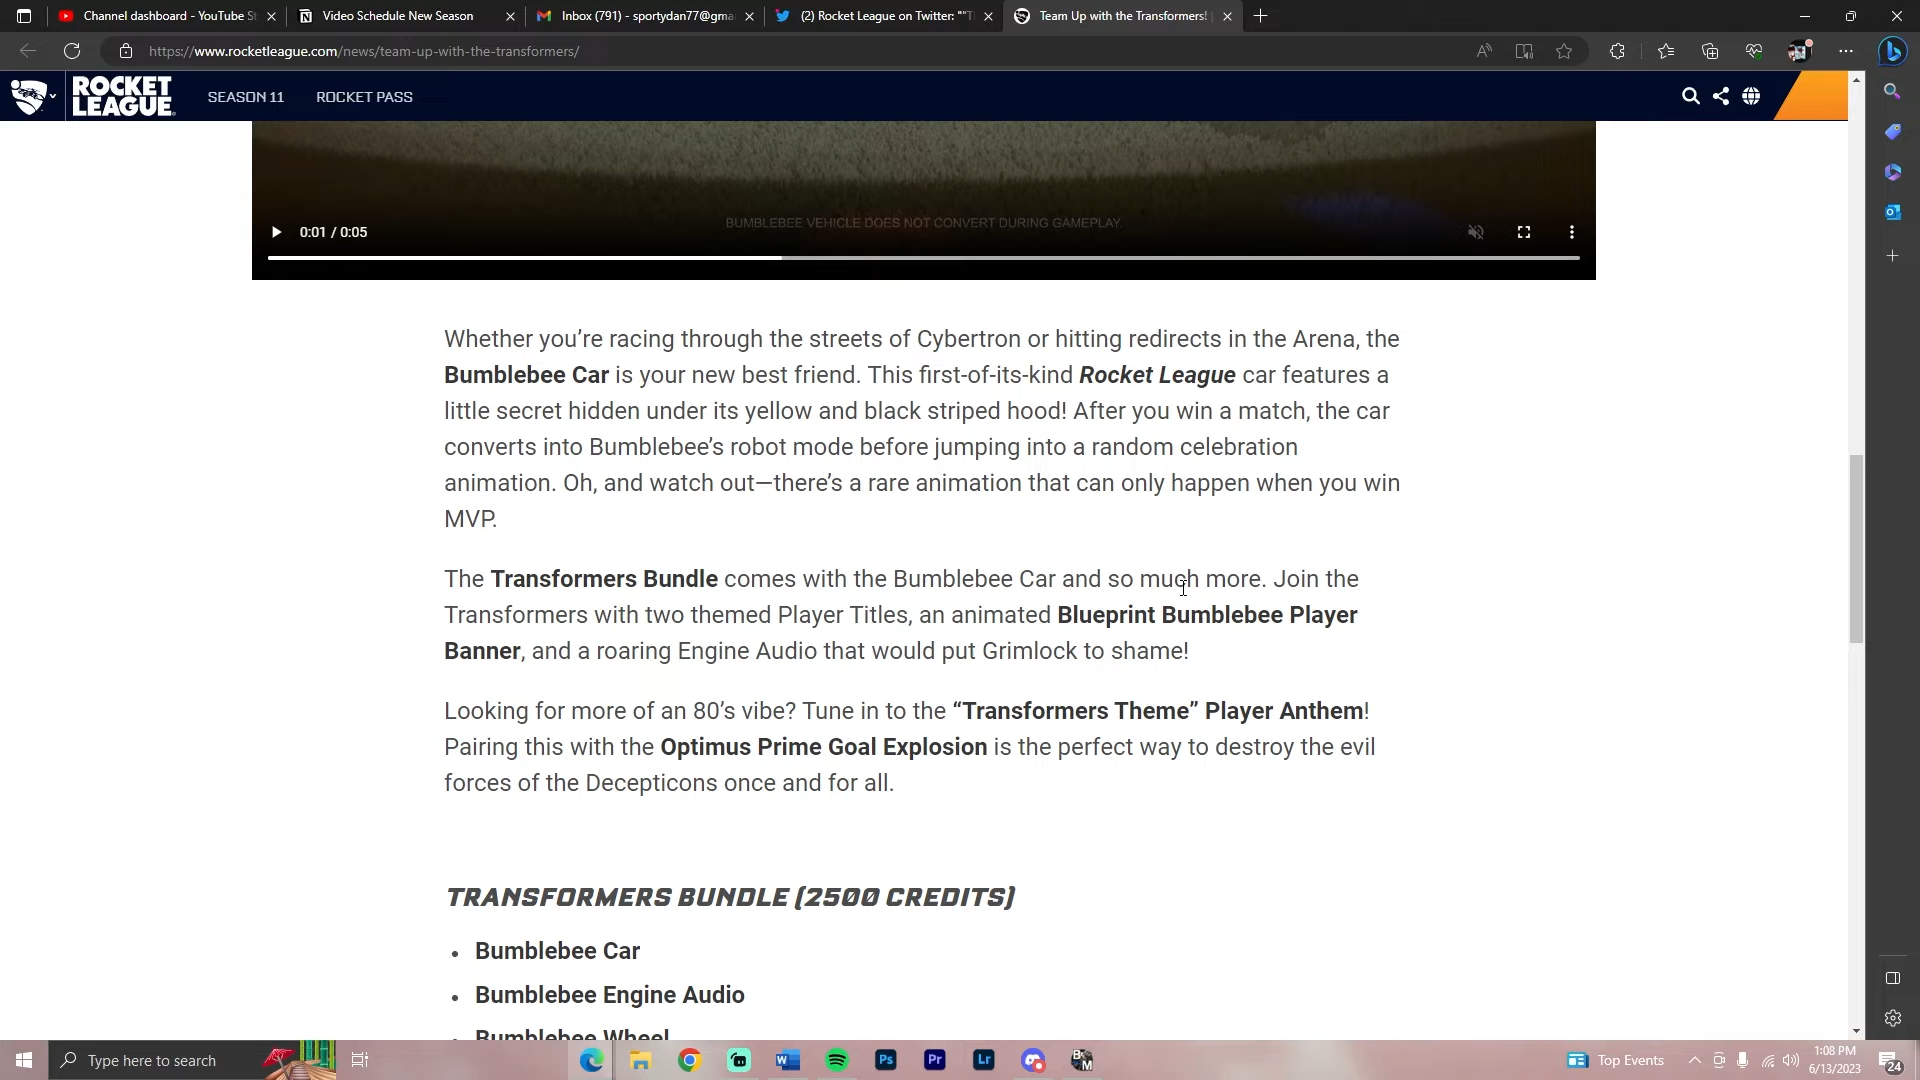 Channel dashboard - YouTube St
Video Schedule New Season
Inbox (791) - sportydan77@gma
(2) Rocket League on Twitter: "“T
Team Up with the Transformers! |
https://www.rocketleague.com/news/team-up-with-the-transformers/
ROCKET LEAGUE
SEASON 11
ROCKET PASS
BUMBLEBEE VEHICLE DOES NOT CONVERT DURING GAMEPLAY.
0:01 / 0:05
Whether you’re racing through the streets of Cybertron or hitting redirects in the Arena, the
Bumblebee Car is your new best friend. This first-of-its-kind Rocket League car features a
little secret hidden under its yellow and black striped hood! After you win a match, the car
converts into Bumblebee’s robot mode before jumping into a random celebration
animation. Oh, and watch out—there’s a rare animation that can only happen when you win
MVP.
The Transformers Bundle comes with the Bumblebee Car and so much more. Join the
Transformers with two themed Player Titles, an animated Blueprint Bumblebee Player
Banner, and a roaring Engine Audio that would put Grimlock to shame!
Looking for more of an 80’s vibe? Tune in to the “Transformers Theme” Player Anthem!
Pairing this with the Optimus Prime Goal Explosion is the perfect way to destroy the evil
forces of the Decepticons once and for all.
TRANSFORMERS BUNDLE (2500 CREDITS)
• Bumblebee Car
• Bumblebee Engine Audio
• Bumblebee Wheel
Type here to search
Ps
Pr
Lr
Top Events
1:08 PM
6/13/2023
24